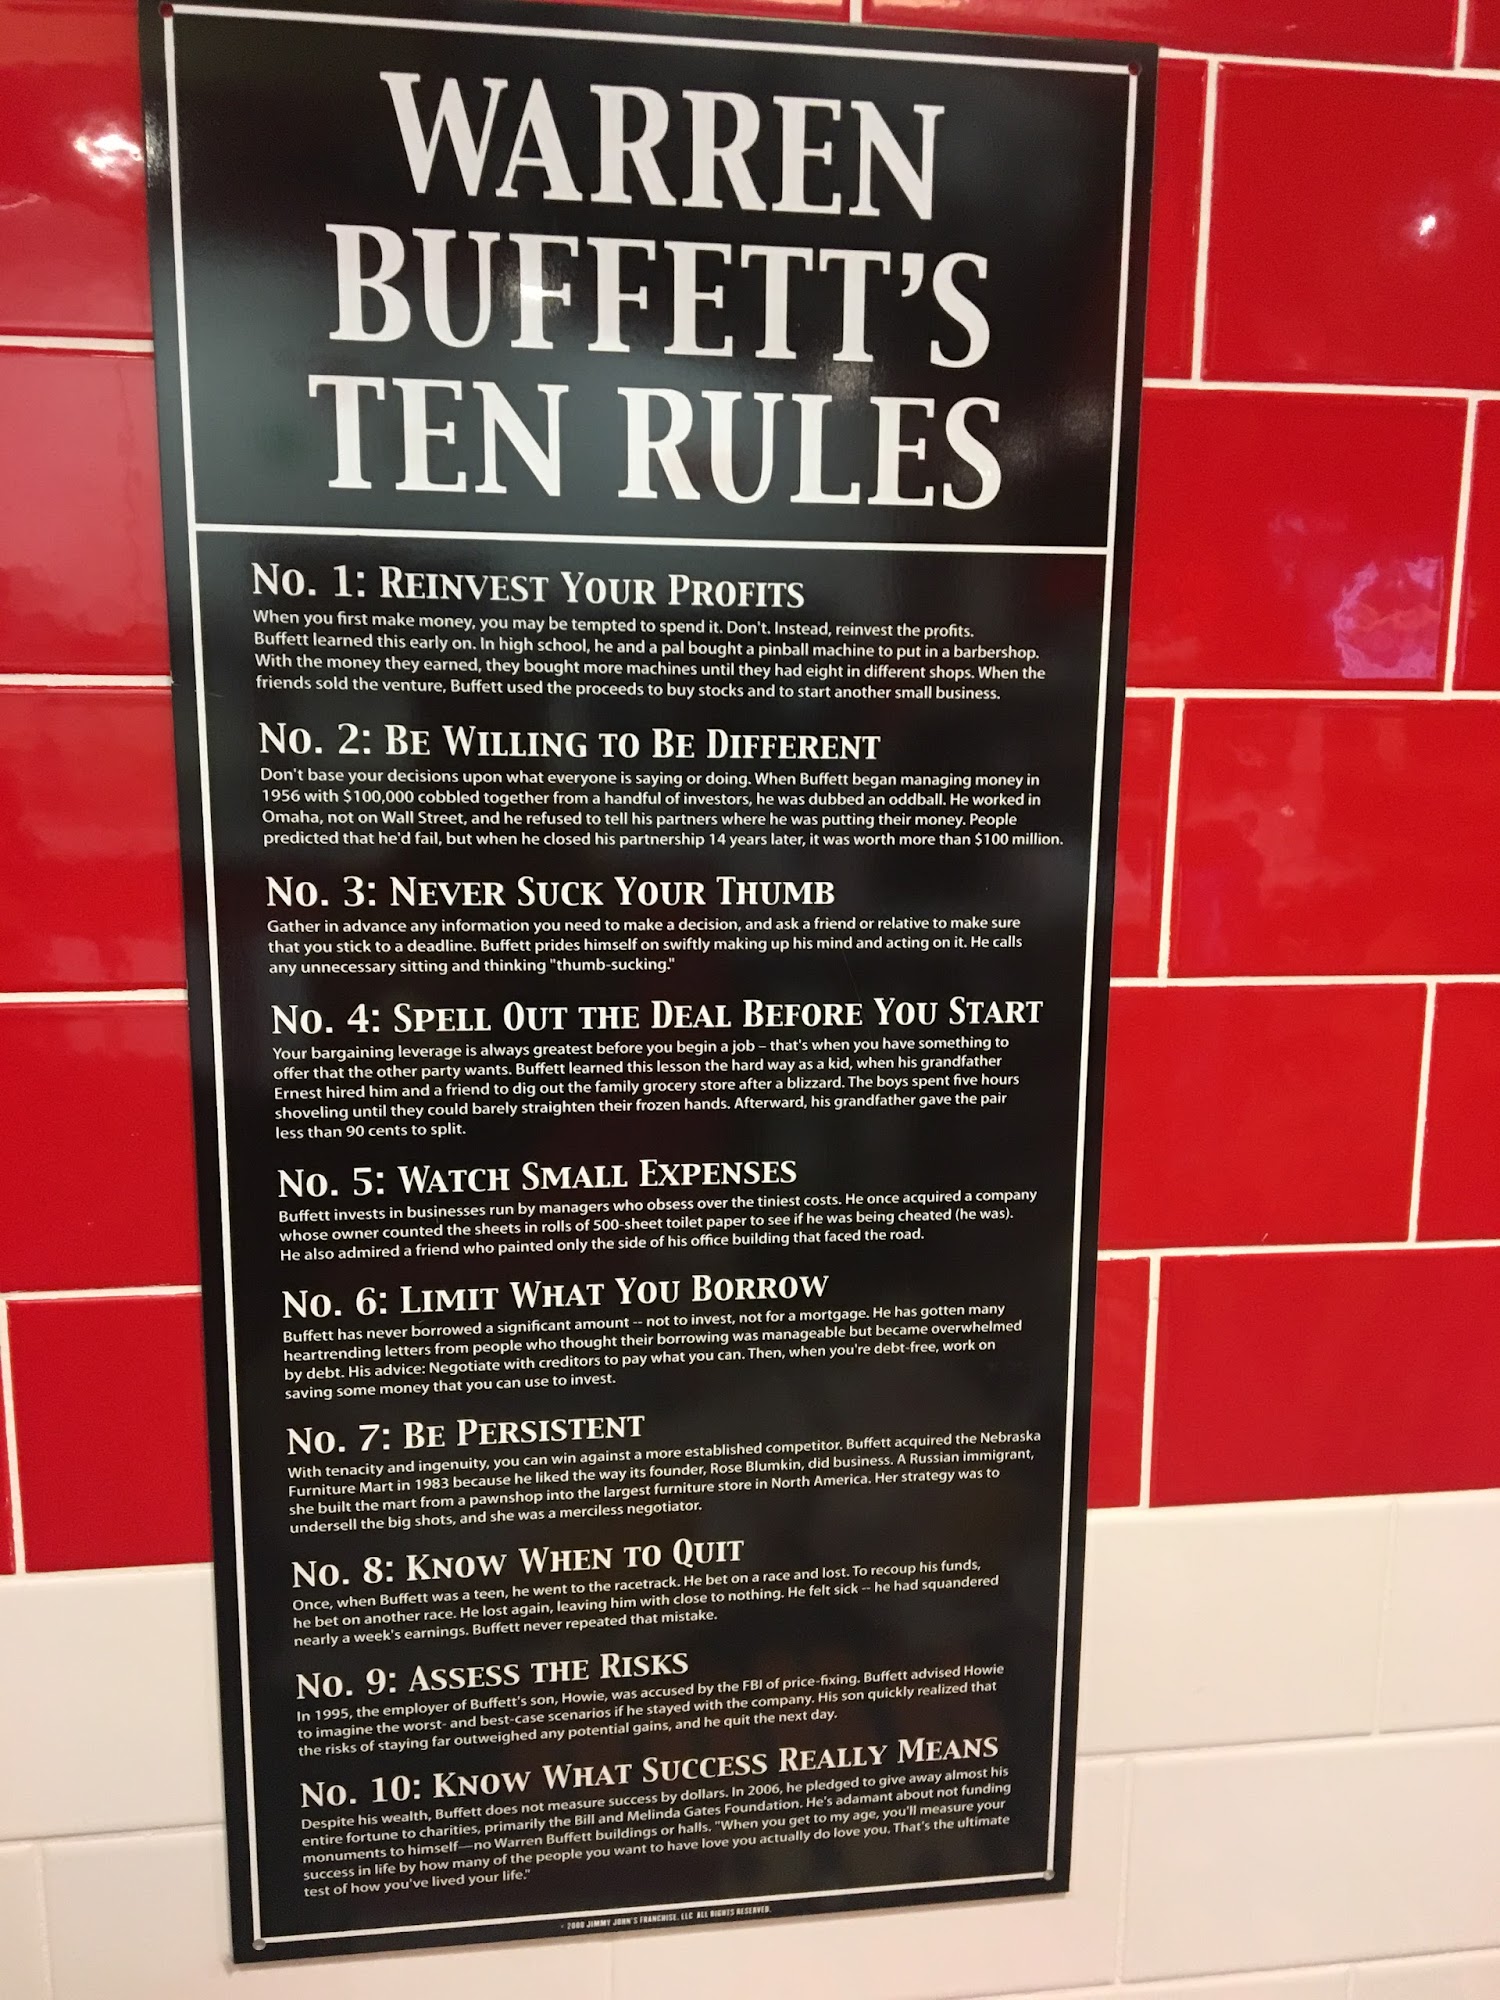 WARREN
BUFFETT'S
TEN RULES
No. 1: Reinvest Your Profits
When you first make money, you may be tempted to spend it. Don't. Instead, reinvest the profits.
Buffett learned this early on. In high school, he and a pal bought a pinball machine to put in a barbershop.
With the money they earned, they bought more machines until they had eight in different shops. When the
friends sold the venture, Buffett used the proceeds to buy stocks and to start another small business.
No. 2: Be Willing to Be Different
Don't base your decisions upon what everyone is saying or doing. When Buffett began managing money in
1956 with $100,000 cobbled together from a handful of investors, he was dubbed an oddball. He worked in
Omaha, not on Wall Street, and he refused to tell his partners where he was putting their money. People
predicted that he'd fail, but when he closed his partnership 14 years later, it was worth more than $100 million.
No. 3: Never Suck Your Thumb
Gather in advance any information you need to make a decision, and ask a friend or relative to make sure
that you stick to a deadline. Buffett prides himself on swiftly making up his mind and acting on it. He calls
any unnecessary sitting and thinking "thumb-sucking."
No. 4: Spell Out the Deal Before You Start
Your bargaining leverage is always greatest before you begin a job – that's when you have something to
offer that the other party wants. Buffett learned this lesson the hard way as a kid, when his grandfather
Ernest hired him and a friend to dig out the family grocery store after a blizzard. The boys spent five hours
shoveling until they could barely straighten their frozen hands. Afterward, his grandfather gave the pair
less than 90 cents to split.
No. 5: Watch Small Expenses
Buffett invests in businesses run by managers who obsess over the tiniest costs. He once acquired a company
whose owner counted the sheets in rolls of 500-sheet toilet paper to see if he was being cheated (he was).
He also admired a friend who painted only the side of his office building that faced the road.
No. 6: Limit What You Borrow
Buffett has never borrowed a significant amount -- not to invest, not for a mortgage. He has gotten many
heartrending letters from people who thought their borrowing was manageable but became overwhelmed
by debt. His advice: Negotiate with creditors to pay what you can. Then, when you're debt-free, work on
saving some money that you can use to invest.
No. 7: Be Persistent
With tenacity and ingenuity, you can win against a more established competitor. Buffett acquired the Nebraska
Furniture Mart in 1983 because he liked the way its founder, Rose Blumkin, did business. A Russian immigrant,
she built the mart from a pawnshop into the largest furniture store in North America. Her strategy was to
undersell the big shots, and she was a merciless negotiator.
No. 8: Know When to Quit
Once, when Buffett was a teen, he went to the racetrack. He bet on a race and lost. To recoup his funds,
he bet on another race. He lost again, leaving him with close to nothing. He felt sick -- he had squandered
nearly a week's earnings. Buffett never repeated that mistake.
No. 9: Assess the Risks
In 1995, the employer of Buffett's son, Howie, was accused by the FBI of price-fixing. Buffett advised Howie
to imagine the worst- and best-case scenarios if he stayed with the company. His son quickly realized that
the risks of staying far outweighed any potential gains, and he quit the next day.
No. 10: Know What Success Really Means
Despite his wealth, Buffett does not measure success by dollars. In 2006, he pledged to give away almost his
entire fortune to charities, primarily the Bill and Melinda Gates Foundation. He's adamant about not funding
monuments to himself—no Warren Buffett buildings or halls. "When you get to my age, you'll measure your
success in life by how many of the people you want to have love you actually do love you. That's the ultimate
test of how you've lived your life."
JIMMY JOHN'S FRANCHISE, LLC ALL RIGHTS RESERVED.